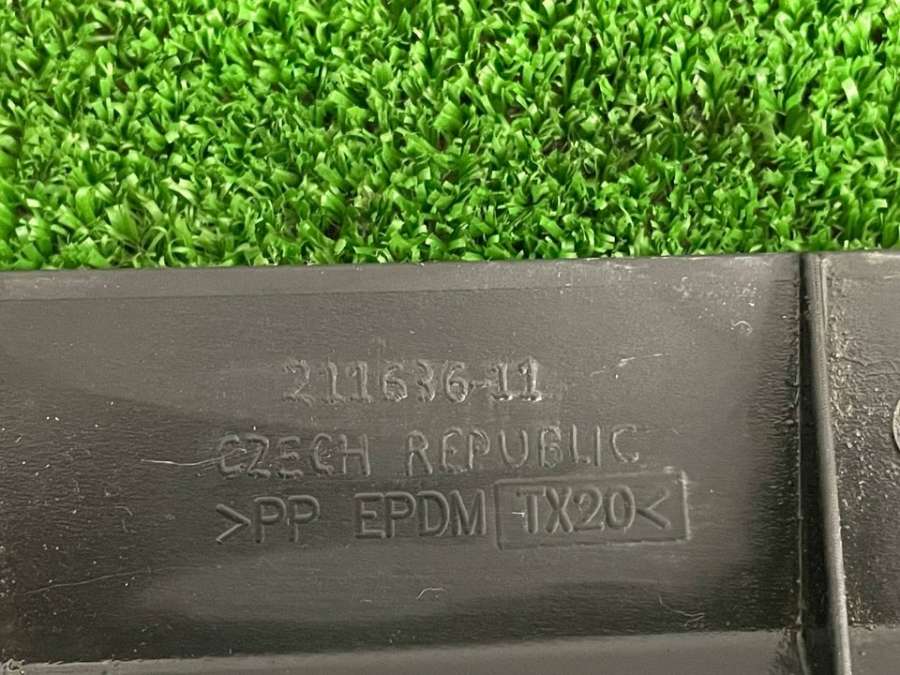 211636-11
CZECH REPUBLIC
>PP EPDM TX20<